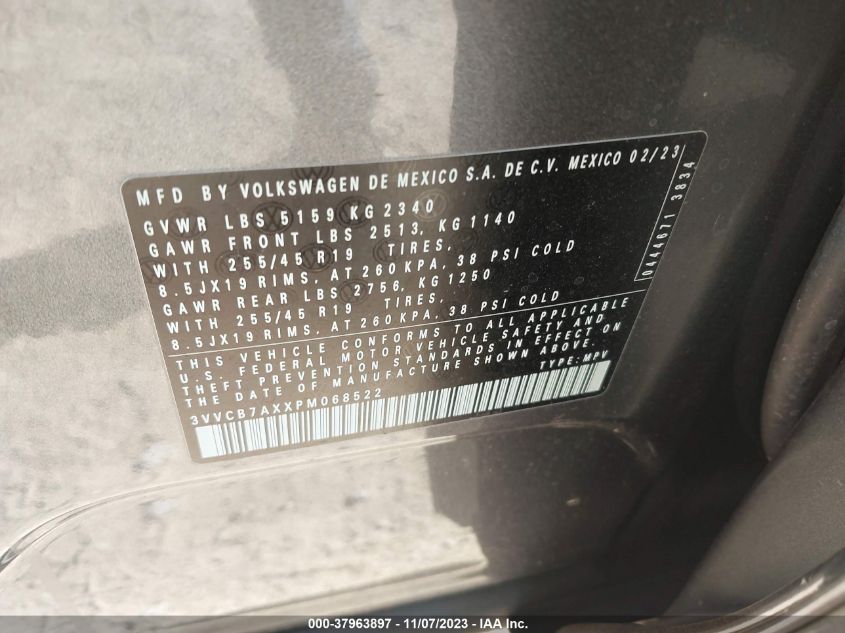 MFD BY VOLKSWAGEN DE MEXICO S.A. DE C.V. MEXICO 02/23
GVWR LBS 5159 KG 2340
GAWR FRONT LBS 2513, KG 1140
WITH 255/45 R19 TIRES,
8.5JX19 RIMS, AT 260 KPA, 38 PSI COLD
GAWR REAR LBS 2756, KG 1250
WITH 255/45 R19 TIRES,
8.5JX19 RIMS, AT 260 KPA, 38 PSI COLD
THIS VEHICLE CONFORMS TO ALL APPLICABLE
U.S. FEDERAL MOTOR VEHICLE SAFETY AND
THEFT PREVENTION STANDARDS IN EFFECT ON
THE DATE OF MANUFACTURE SHOWN ABOVE.
3VVCB7AXXPM068522 TYPE: MPV
0444671 3834
000-37963897 — 11/07/2023 — IAA Inc.